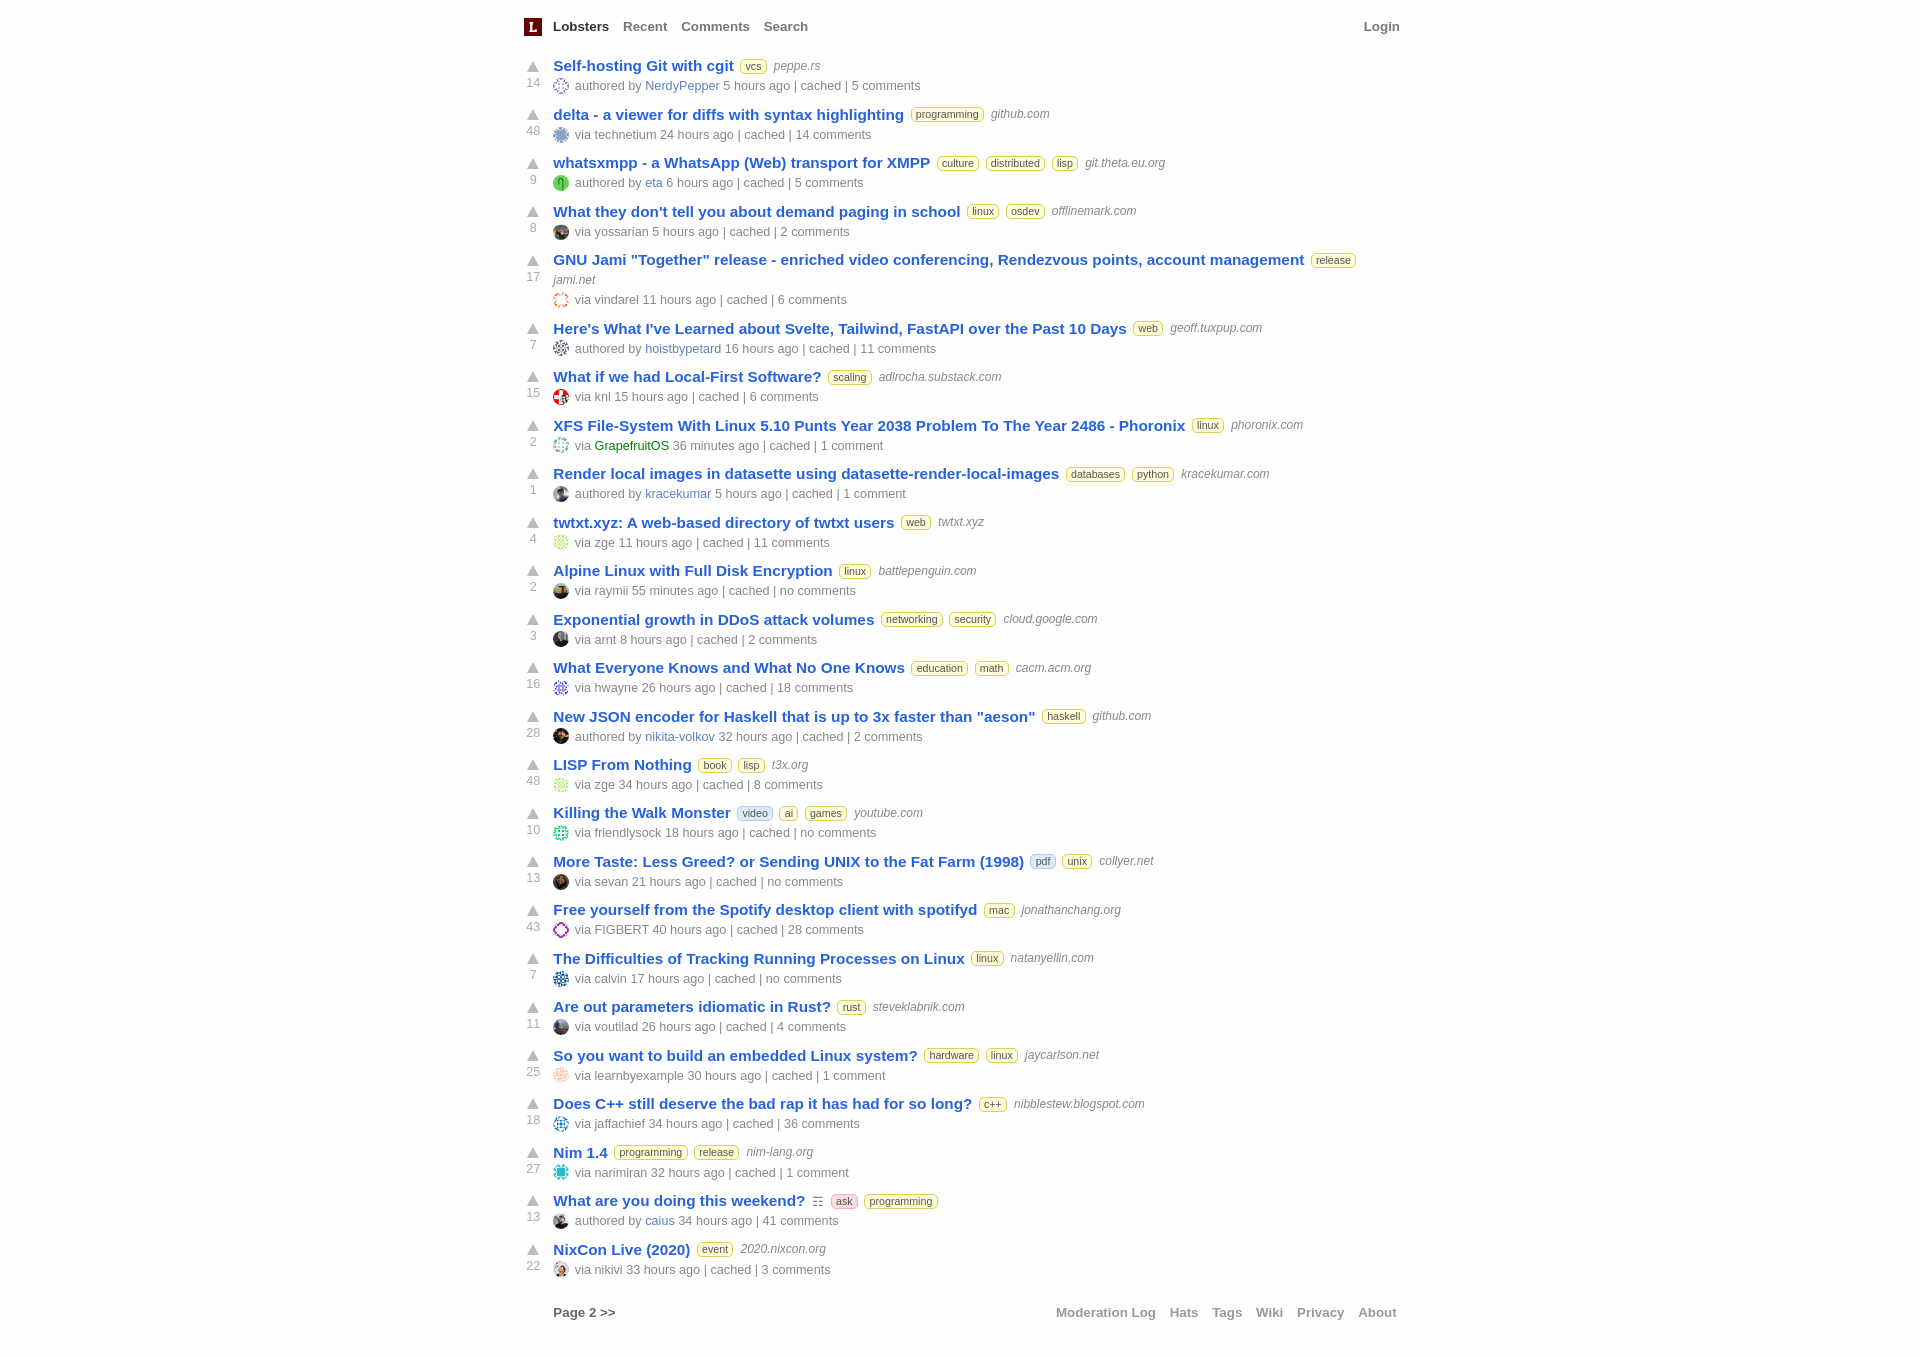 L Lobsters Recent Comments Search Login
Self-hosting Git with cgit vcs peppe.rs
14 authored by NerdyPepper 5 hours ago | cached | 5 comments
delta - a viewer for diffs with syntax highlighting programming github.com
48 via technetium 24 hours ago | cached | 14 comments
whatsxmpp - a WhatsApp (Web) transport for XMPP culture distributed lisp git.theta.eu.org
9 authored by eta 6 hours ago | cached | 5 comments
What they don't tell you about demand paging in school linux osdev offlinemark.com
8 via yossarian 5 hours ago | cached | 2 comments
GNU Jami "Together" release - enriched video conferencing, Rendezvous points, account management release
17 jami.net
via vindarel 11 hours ago | cached | 6 comments
Here's What I've Learned about Svelte, Tailwind, FastAPI over the Past 10 Days web geoff.tuxpup.com
7 authored by hoistbypetard 16 hours ago | cached | 11 comments
What if we had Local-First Software? scaling adlrocha.substack.com
15 via knl 15 hours ago | cached | 6 comments
XFS File-System With Linux 5.10 Punts Year 2038 Problem To The Year 2486 - Phoronix linux phoronix.com
2 via GrapefruitOS 36 minutes ago | cached | 1 comment
Render local images in datasette using datasette-render-local-images databases python kracekumar.com
1 authored by kracekumar 5 hours ago | cached | 1 comment
twtxt.xyz: A web-based directory of twtxt users web twtxt.xyz
4 via zge 11 hours ago | cached | 11 comments
Alpine Linux with Full Disk Encryption linux battlepenguin.com
2 via raymii 55 minutes ago | cached | no comments
Exponential growth in DDoS attack volumes networking security cloud.google.com
3 via arnt 8 hours ago | cached | 2 comments
What Everyone Knows and What No One Knows education math cacm.acm.org
16 via hwayne 26 hours ago | cached | 18 comments
New JSON encoder for Haskell that is up to 3x faster than "aeson" haskell github.com
28 authored by nikita-volkov 32 hours ago | cached | 2 comments
LISP From Nothing book lisp t3x.org
48 via zge 34 hours ago | cached | 8 comments
Killing the Walk Monster video ai games youtube.com
10 via friendlysock 18 hours ago | cached | no comments
More Taste: Less Greed? or Sending UNIX to the Fat Farm (1998) pdf unix collyer.net
13 via sevan 21 hours ago | cached | no comments
Free yourself from the Spotify desktop client with spotifyd mac jonathanchang.org
43 via FIGBERT 40 hours ago | cached | 28 comments
The Difficulties of Tracking Running Processes on Linux linux natanyellin.com
7 via calvin 17 hours ago | cached | no comments
Are out parameters idiomatic in Rust? rust steveklabnik.com
11 via voutilad 26 hours ago | cached | 4 comments
So you want to build an embedded Linux system? hardware linux jaycarlson.net
25 via learnbyexample 30 hours ago | cached | 1 comment
Does C++ still deserve the bad rap it has had for so long? c++ nibblestew.blogspot.com
18 via jaffachief 34 hours ago | cached | 36 comments
Nim 1.4 programming release nim-lang.org
27 via narimiran 32 hours ago | cached | 1 comment
What are you doing this weekend? ☶ ask programming
13 authored by caius 34 hours ago | 41 comments
NixCon Live (2020) event 2020.nixcon.org
22 via nikivi 33 hours ago | cached | 3 comments
Page 2 >> Moderation Log Hats Tags Wiki Privacy About